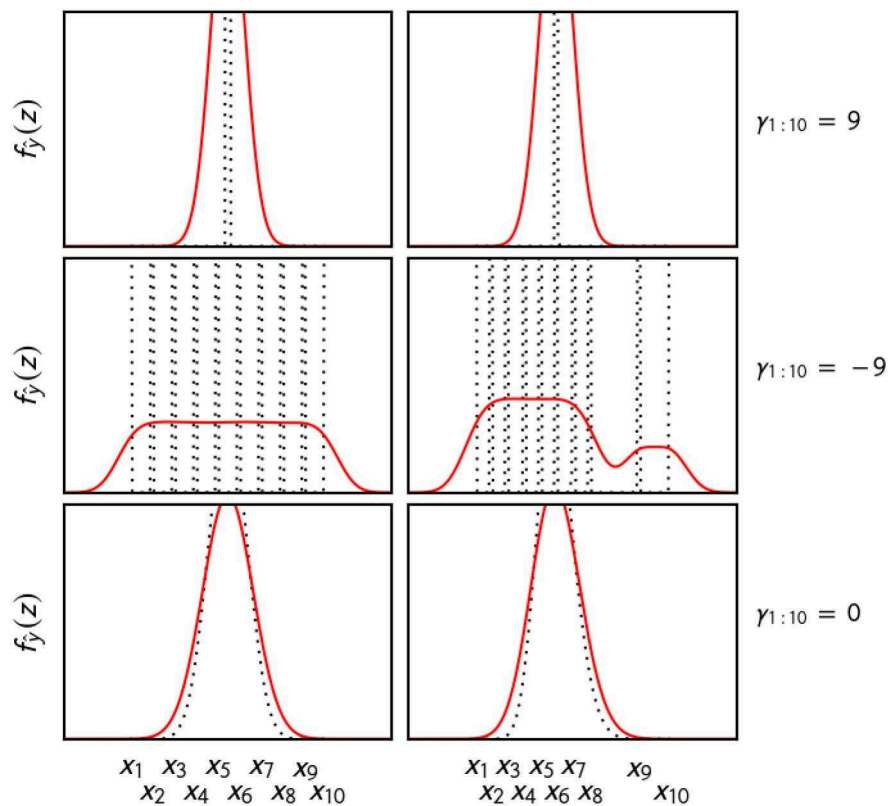 f_ŷ(z) γ₁:₁₀ = 9
f_ŷ(z) γ₁:₁₀ = −9
f_ŷ(z) γ₁:₁₀ = 0
x₁ x₃ x₅ x₇ x₉ x₁ x₃ x₅ x₇ x₉
x₂ x₄ x₆ x₈ x₁₀ x₂ x₄ x₆ x₈ x₁₀